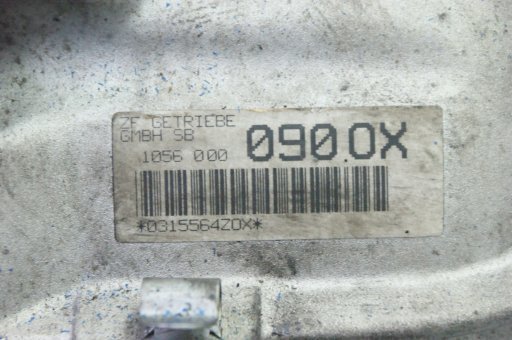 ZF GETRIEBE
GMBH SB
1056 000 090 0X
*0315564ZOX*